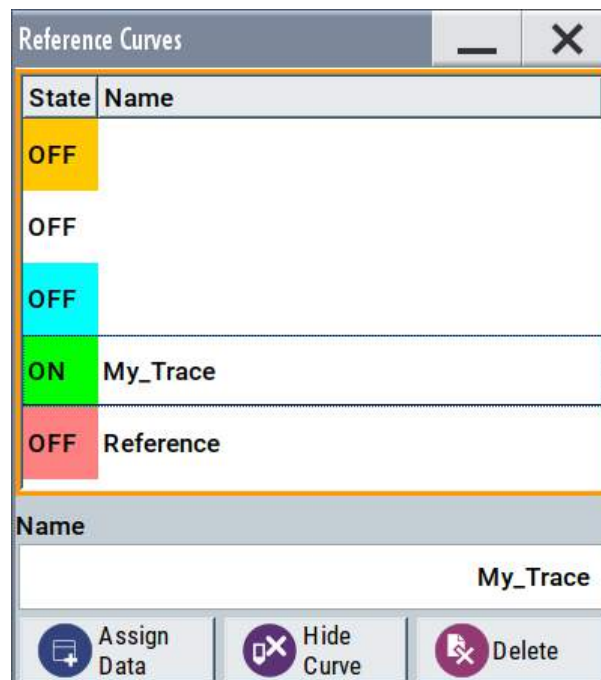 Reference Curves
State Name
OFF
OFF
OFF
ON My_Trace
OFF Reference
Name
My_Trace
Assign Data
Hide Curve
Delete